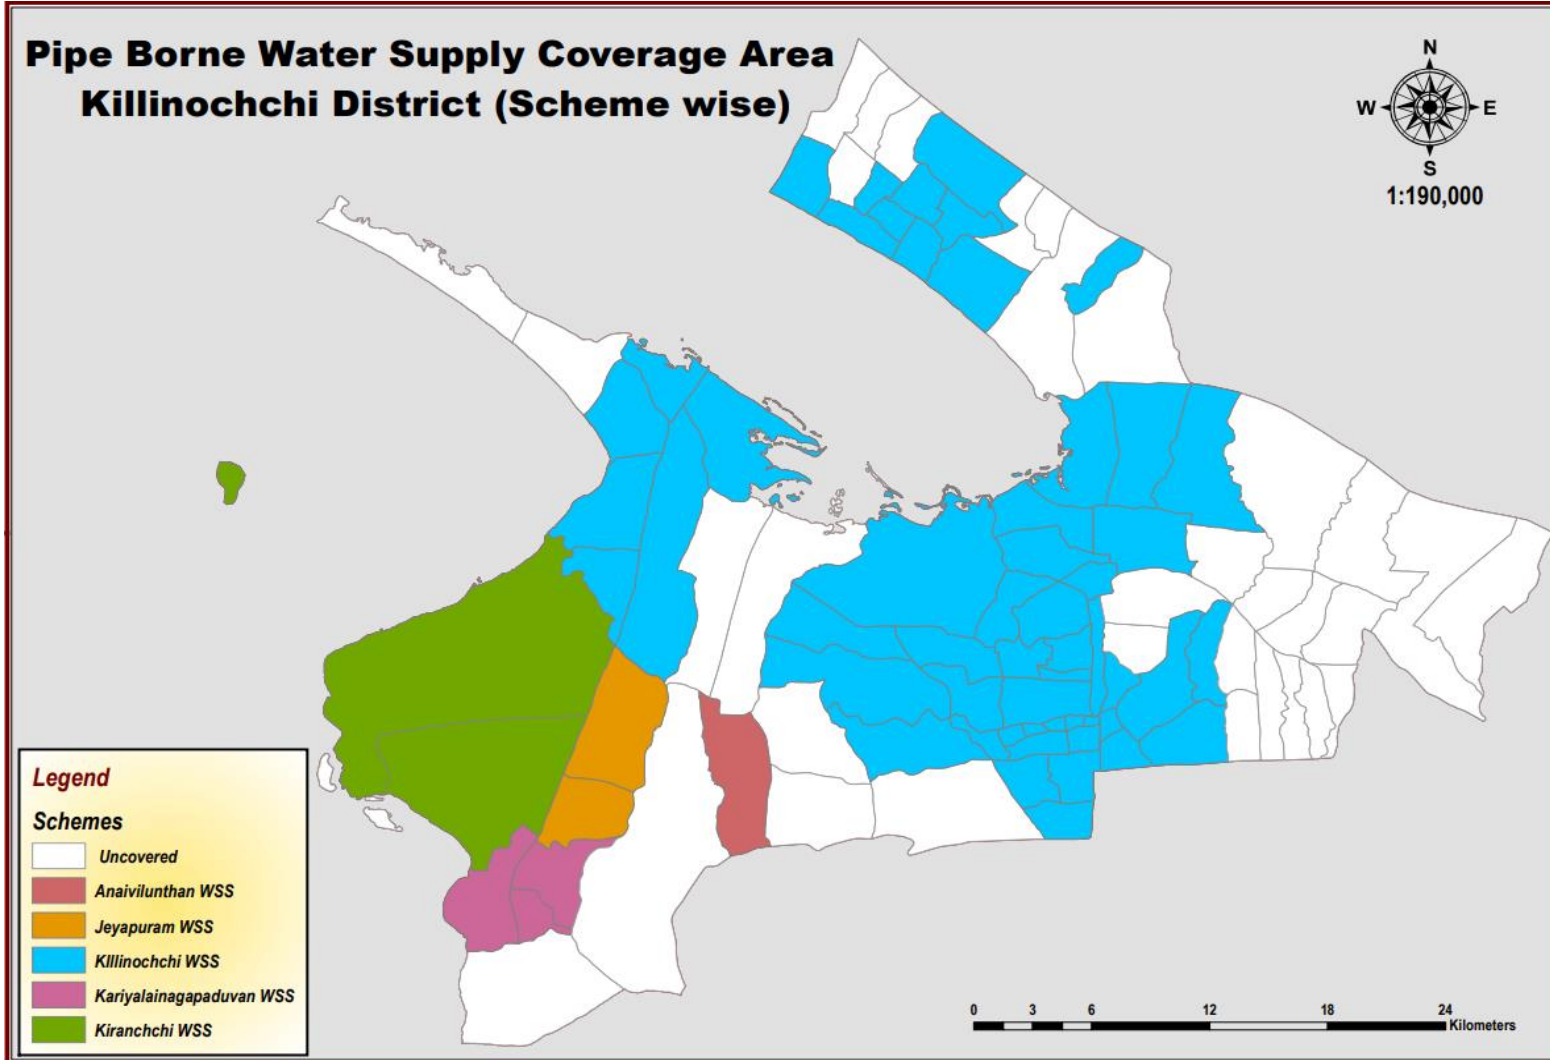 Pipe Borne Water Supply Coverage Area
Killinochchi District (Scheme wise)
N
W E
S
1:190,000
Legend
Schemes
Uncovered
Anaivilunthan WSS
Jeyapuram WSS
KIllinochchi WSS
Kariyalainagapaduvan WSS
Kiranchchi WSS
0 3 6 12 18 24
Kilometers